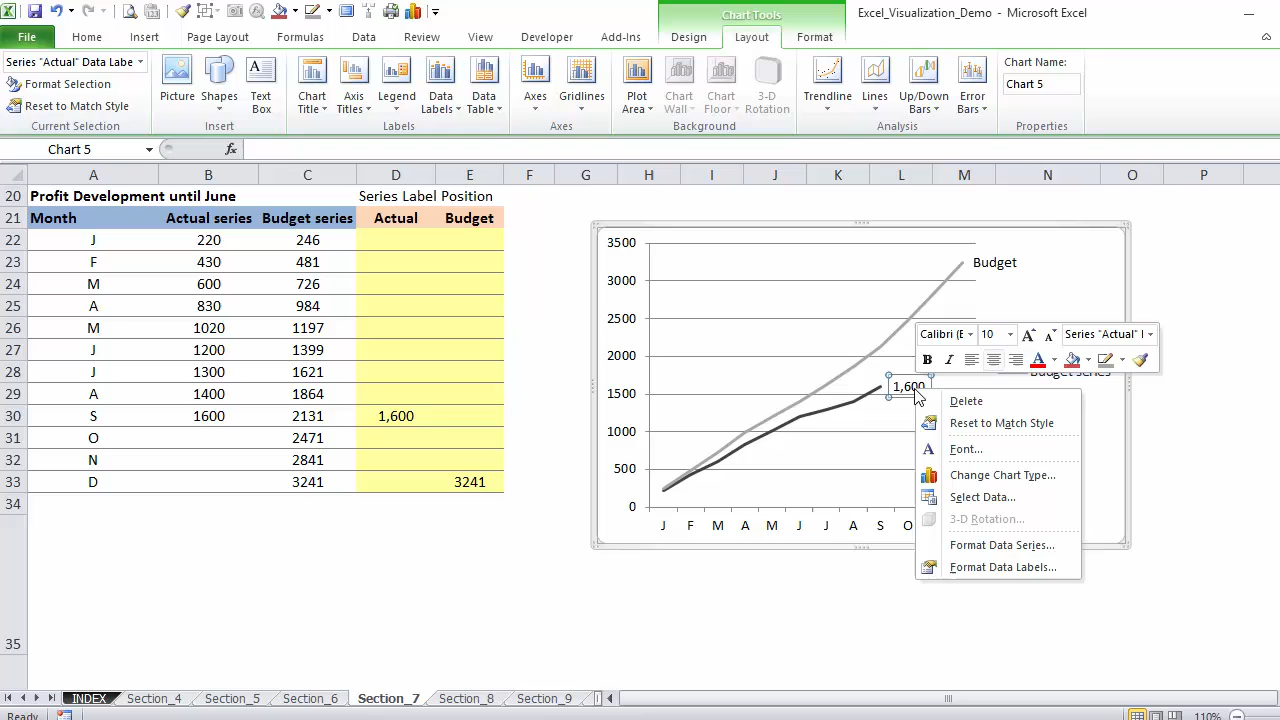 Chart Tools
Excel_Visualization_Demo - Microsoft Excel
File Home Insert Page Layout Formulas Data Review View Developer Add-Ins Design Layout Format
Series "Actual" Data Labe
Format Selection
Reset to Match Style
Current Selection
Picture Shapes Text Box
Insert
Chart Title Axis Titles Legend Data Labels Data Table
Labels
Axes Gridlines
Axes
Plot Area Chart Wall Chart Floor 3-D Rotation
Background
Trendline Lines Up/Down Bars Error Bars
Analysis
Chart Name:
Chart 5
Properties
Chart 5 fx
A B C D E F G H I J K L M N O P
20 Profit Development until June Series Label Position
21 Month Actual series Budget series Actual Budget
22 J 220 246
23 F 430 481
24 M 600 726
25 A 830 984
26 M 1020 1197
27 J 1200 1399
28 J 1300 1621
29 A 1400 1864
30 S 1600 2131 1,600
31 O 2471
32 N 2841
33 D 3241 3241
34
35
3500
3000
2500
2000
1500
1000
500
0
J F M A M J J A S O
Budget
Budget series
1,600
Calibri (E 10 A A Series "Actual" I
B I A
Delete
Reset to Match Style
A Font...
Change Chart Type...
Select Data...
3-D Rotation...
Format Data Series...
Format Data Labels...
INDEX Section_4 Section_5 Section_6 Section_7 Section_8 Section_9
Ready 110%